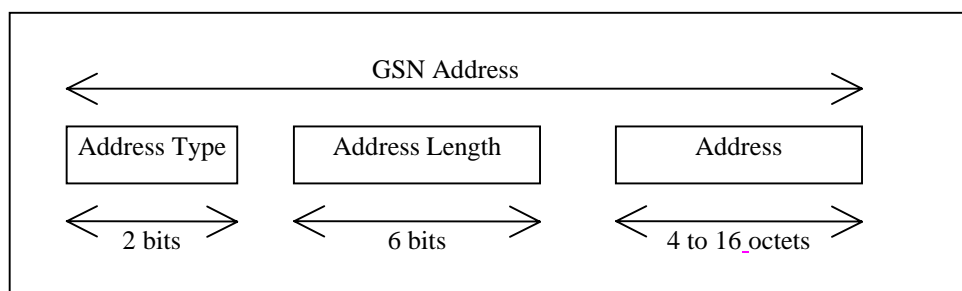 GSN Address
Address Type Address Length Address
2 bits 6 bits 4 to 16 octets